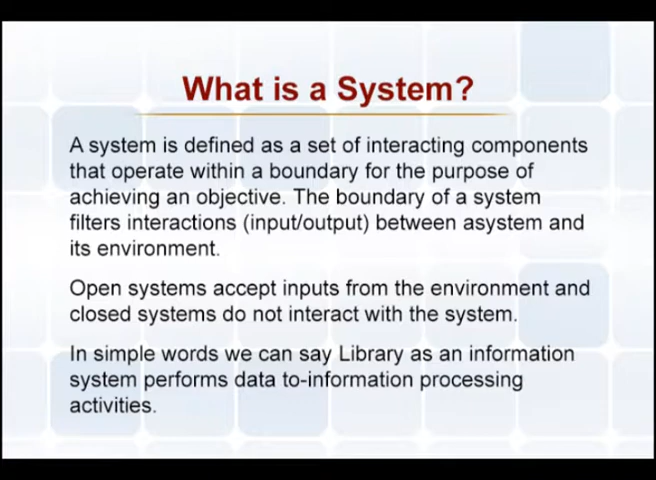 What is a System?
A system is defined as a set of interacting components
that operate within a boundary for the purpose of
achieving an objective. The boundary of a system
filters interactions (input/output) between asystem and
its environment.
Open systems accept inputs from the environment and
closed systems do not interact with the system.
In simple words we can say Library as an information
system performs data to-information processing
activities.